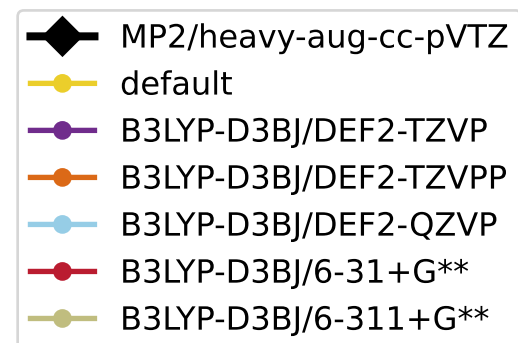 MP2/heavy-aug-cc-pVTZ
default
B3LYP-D3BJ/DEF2-TZVP
B3LYP-D3BJ/DEF2-TZVPP
B3LYP-D3BJ/DEF2-QZVP
B3LYP-D3BJ/6-31+G**
B3LYP-D3BJ/6-311+G**